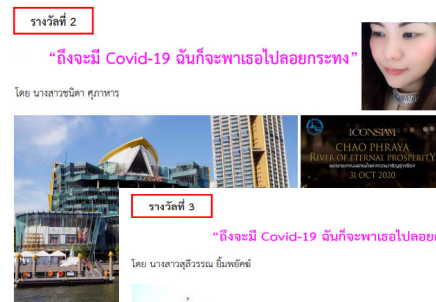 รางวัลที่ 2
“ถึงจะมี Covid-19 ฉันก็จะพาเธอไปลอยกระทง”
โดย นางสาวชนิดา ศุภาหาร
ICONSIAM
CHAO PHRAYA
RIVER OF ETERNAL PROSPERITY
31 OCT 2020
รางวัลที่ 3
“ถึงจะมี Covid-19 ฉันก็จะพาเธอไปลอย
โดย นางสาวสุลีวรรณ ยิ้มพยัคฆ์